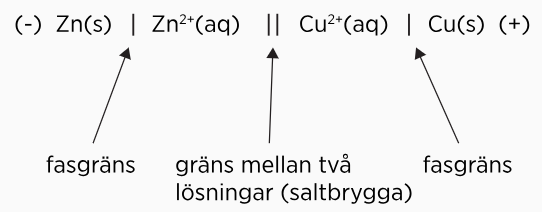 (-) Zn(s) | Zn²⁺(aq) || Cu²⁺(aq) | Cu(s) (+)
fasgräns
gräns mellan två
lösningar (saltbrygga)
fasgräns